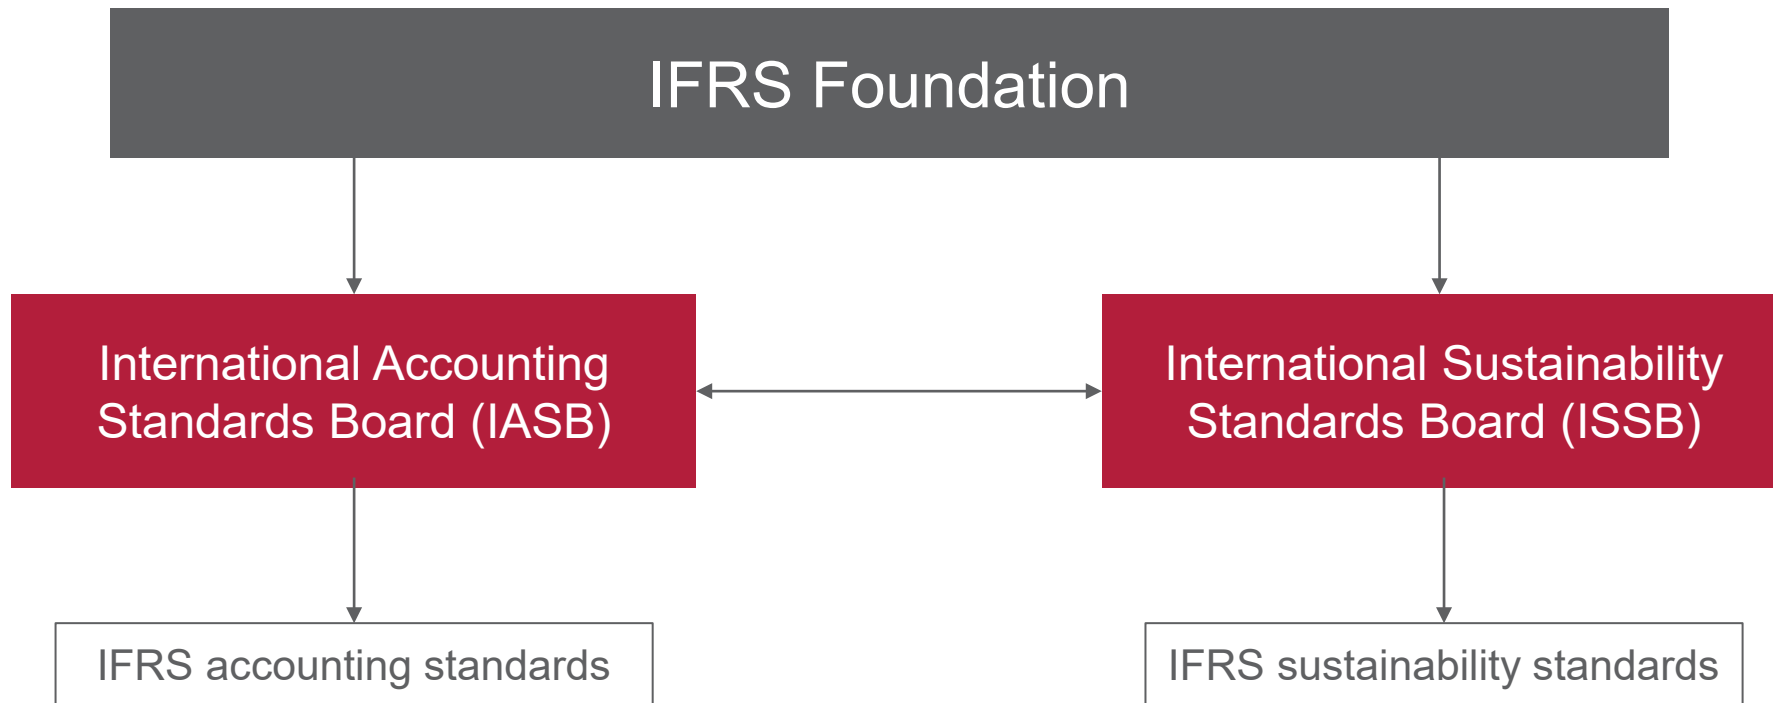 IFRS Foundation
International Accounting
Standards Board (IASB)
International Sustainability
Standards Board (ISSB)
IFRS accounting standards
IFRS sustainability standards